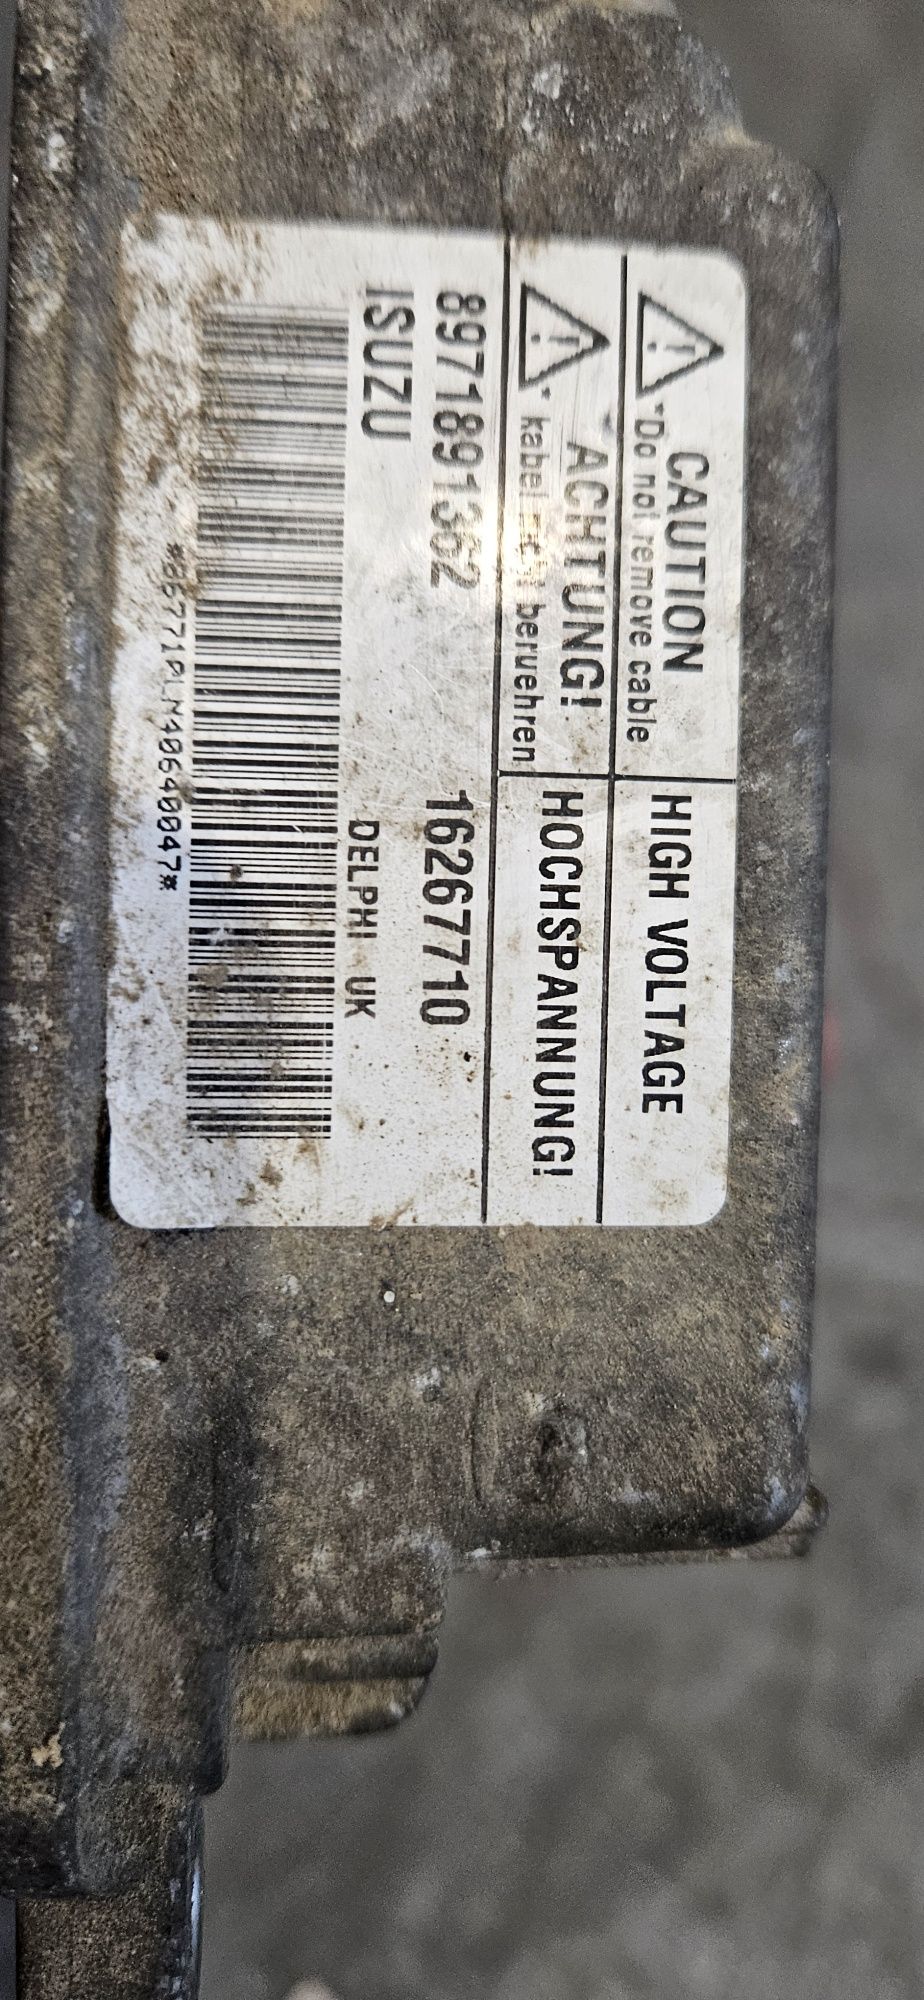 CAUTION
*Do not remove cable
HIGH VOLTAGE
ACHTUNG!
* kabel nicht beruehren
HOCHSPANNUNG!
8971891362
16267710
ISUZU
DELPHI UK